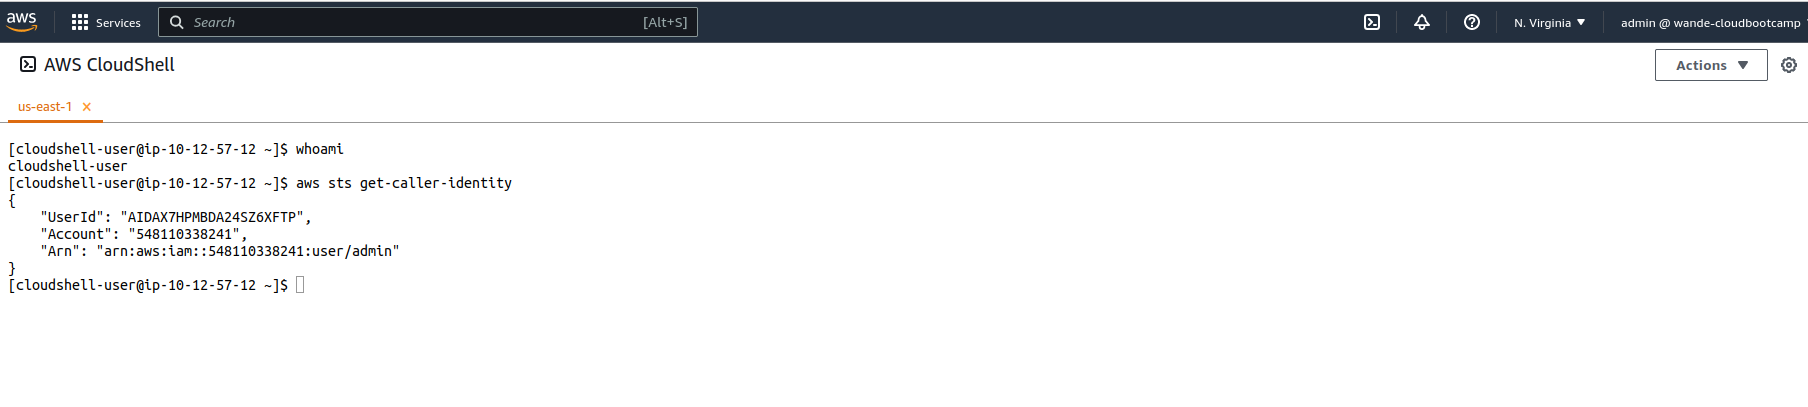 aws Services Search [Alt+S] N. Virginia ▼ admin @ wande-cloudbootcamp
AWS CloudShell Actions ▼
us-east-1 ×
[cloudshell-user@ip-10-12-57-12 ~]$ whoami
cloudshell-user
[cloudshell-user@ip-10-12-57-12 ~]$ aws sts get-caller-identity
{
    "UserId": "AIDAX7HPMBDA24SZ6XFTP",
    "Account": "548110338241",
    "Arn": "arn:aws:iam::548110338241:user/admin"
}
[cloudshell-user@ip-10-12-57-12 ~]$